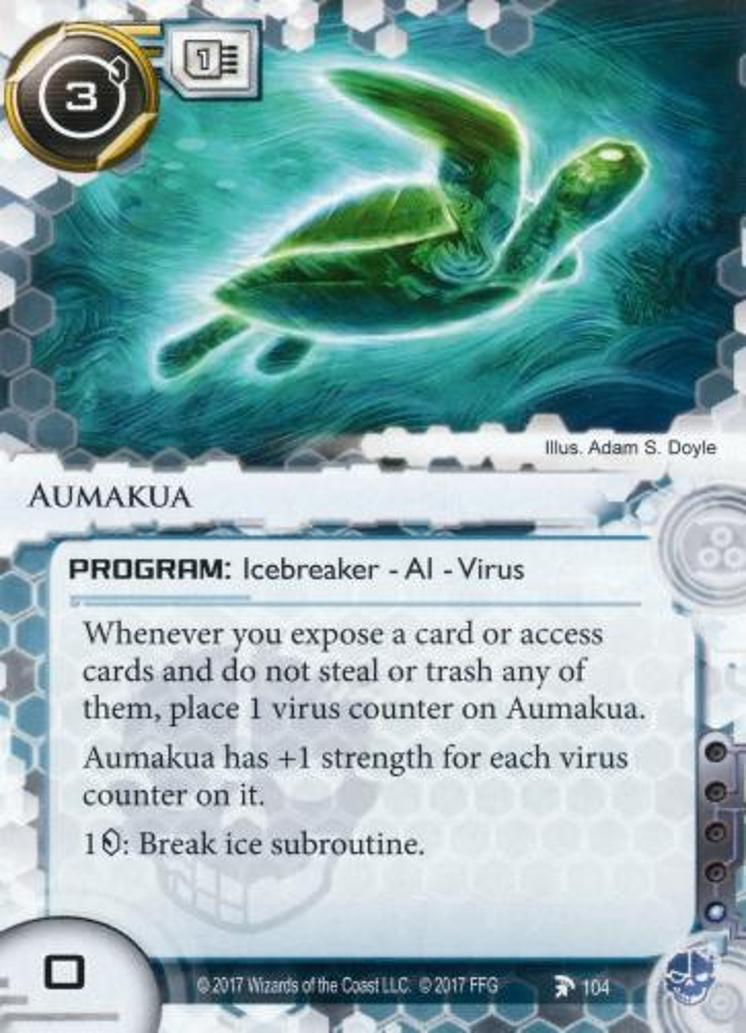 3
1
Illus. Adam S. Doyle
AUMAKUA
PROGRAM: Icebreaker - AI - Virus
Whenever you expose a card or access
cards and do not steal or trash any of
them, place 1 virus counter on Aumakua.
Aumakua has +1 strength for each virus
counter on it.
1: Break ice subroutine.
0
© 2017 Wizards of the Coast LLC. © 2017 FFG 104